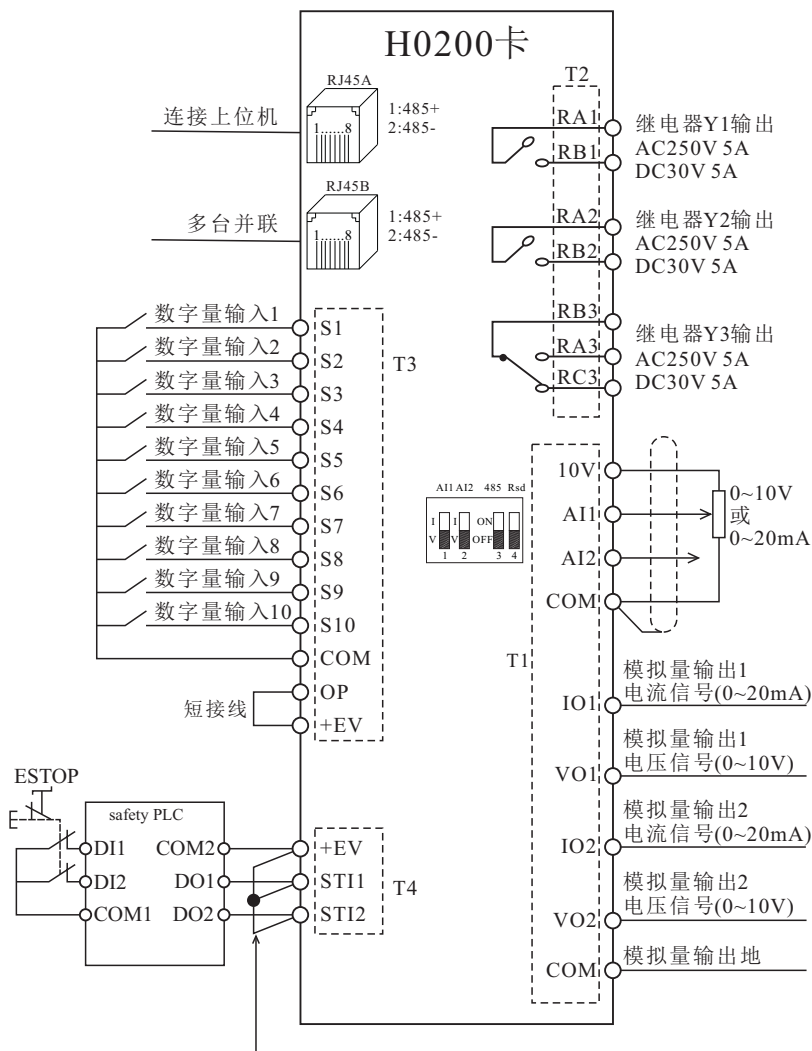 H0200卡
RJ45A
连接上位机
1......8
1:485+
2:485-
RJ45B
多台并联
1......8
1:485+
2:485-
T2
RA1
RB1
继电器Y1输出
AC250V 5A
DC30V 5A
RA2
RB2
继电器Y2输出
AC250V 5A
DC30V 5A
RB3
RA3
RC3
继电器Y3输出
AC250V 5A
DC30V 5A
数字量输入1
S1
数字量输入2
S2
数字量输入3
S3
数字量输入4
S4
数字量输入5
S5
数字量输入6
S6
数字量输入7
S7
数字量输入8
S8
数字量输入9
S9
数字量输入10
S10
COM
OP
短接线
+EV
T3
AI1 AI2 485 Rsd
I I ON
V V OFF
1 2 3 4
10V
AI1
AI2
COM
0~10V
或
0~20mA
T1
模拟量输出1
电流信号(0~20mA)
IO1
模拟量输出1
电压信号(0~10V)
VO1
模拟量输出2
电流信号(0~20mA)
IO2
模拟量输出2
电压信号(0~10V)
VO2
模拟量输出地
COM
ESTOP
safety PLC
DI1
DI2
COM1
COM2
DO1
DO2
+EV
STI1
STI2
T4